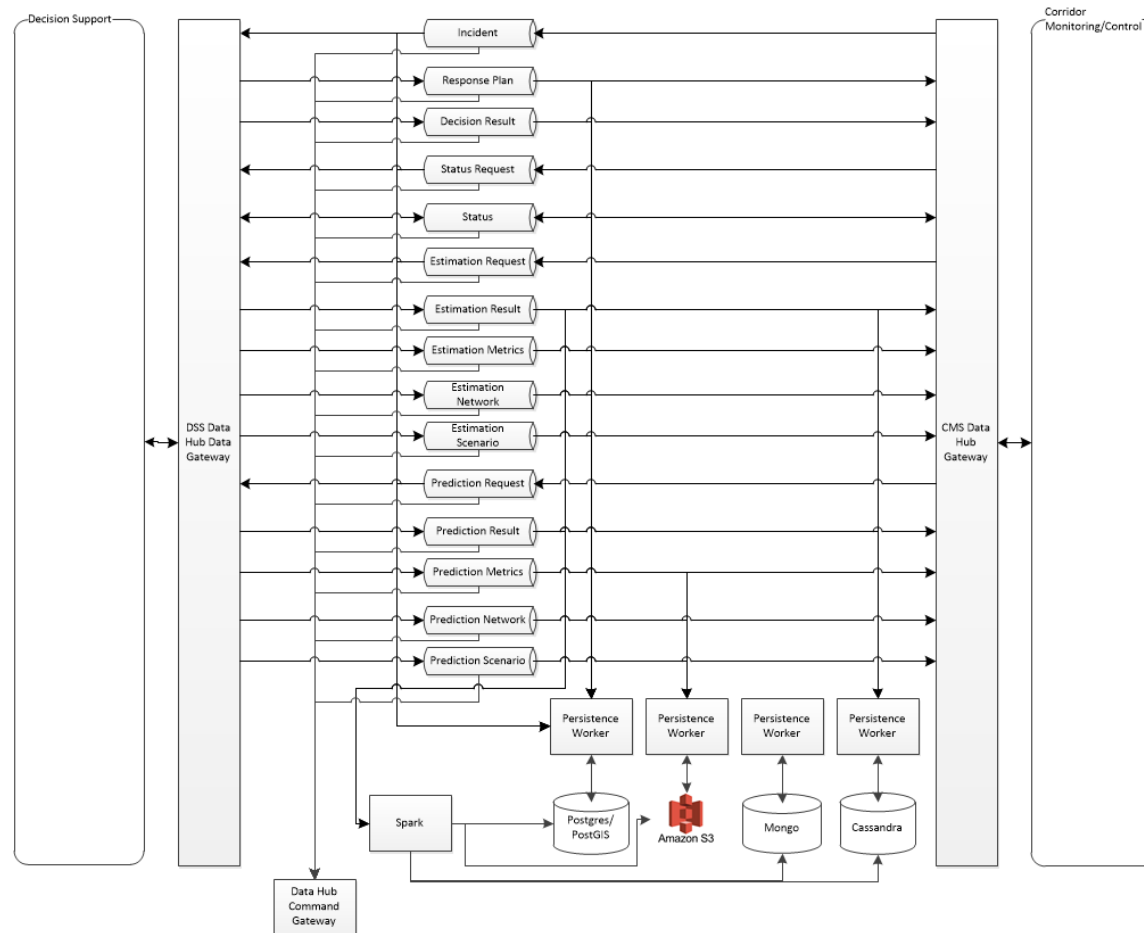 Decision Support
Corridor
Monitoring/Control
Incident
Response Plan
Decision Result
Status Request
Status
Estimation Request
Estimation Result
Estimation Metrics
Estimation
Network
Estimation
Scenario
DSS Data
Hub Data
Gateway
CMS Data
Hub
Gateway
Prediction Request
Prediction Result
Prediction Metrics
Prediction Network
Prediction Scenario
Persistence
Worker
Persistence
Worker
Persistence
Worker
Persistence
Worker
Spark
Postgres/
PostGIS
Amazon S3
Mongo
Cassandra
Data Hub
Command
Gateway